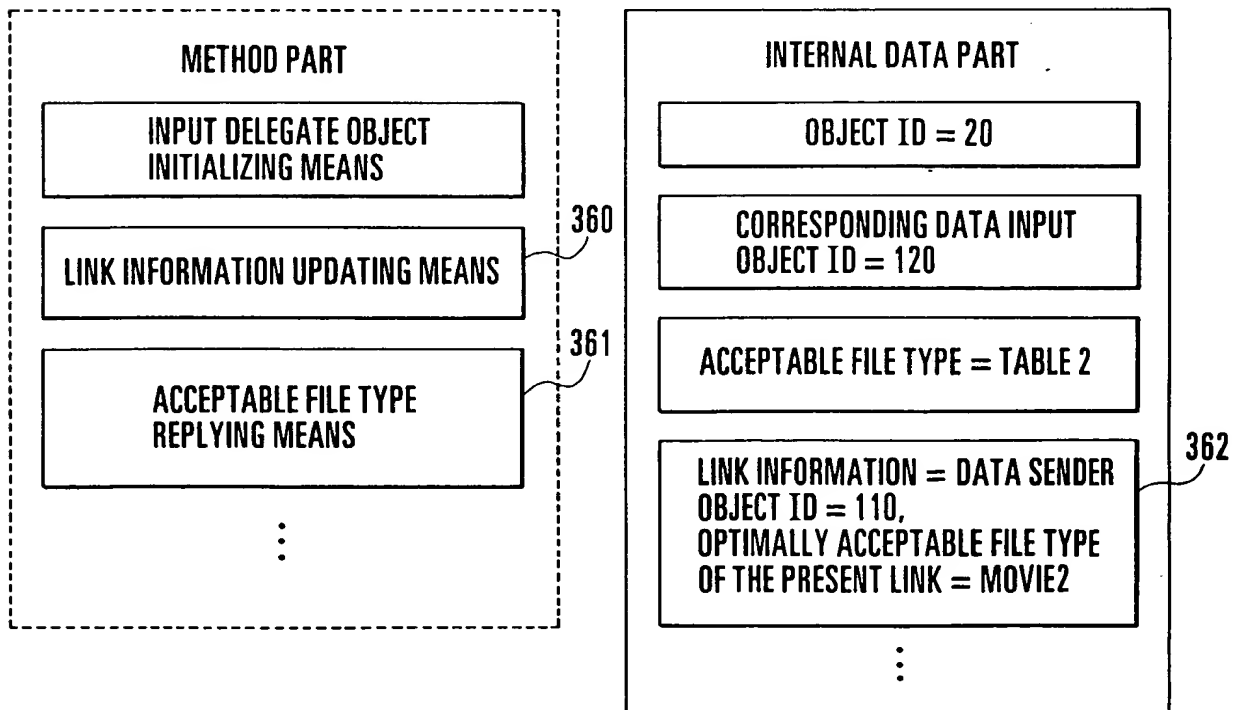 METHOD PART
INPUT DELEGATE OBJECT
INITIALIZING MEANS
360
LINK INFORMATION UPDATING MEANS
361
ACCEPTABLE FILE TYPE
REPLYING MEANS
INTERNAL DATA PART
OBJECT ID = 20
CORRESPONDING DATA INPUT
OBJECT ID = 120
ACCEPTABLE FILE TYPE = TABLE 2
362
LINK INFORMATION = DATA SENDER
OBJECT ID = 110,
OPTIMALLY ACCEPTABLE FILE TYPE
OF THE PRESENT LINK = MOVIE2